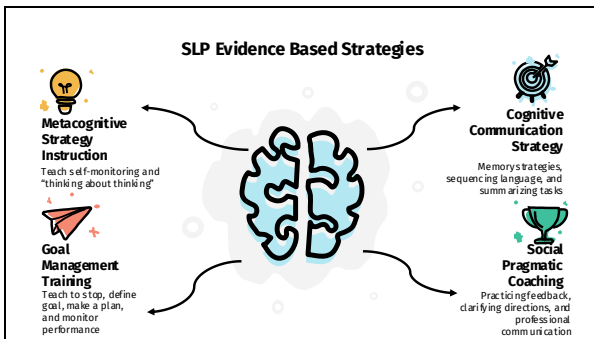 SLP Evidence Based Strategies
Metacognitive
Strategy
Instruction
Teach self-monitoring and
“thinking about thinking”
Cognitive
Communication
Strategy
Memory strategies,
sequencing language, and
summarizing tasks
Goal
Management
Training
Teach to stop, define
goal, make a plan,
and monitor
performance
Social
Pragmatic
Coaching
Practicing feedback,
clarifying directions, and
professional
communication